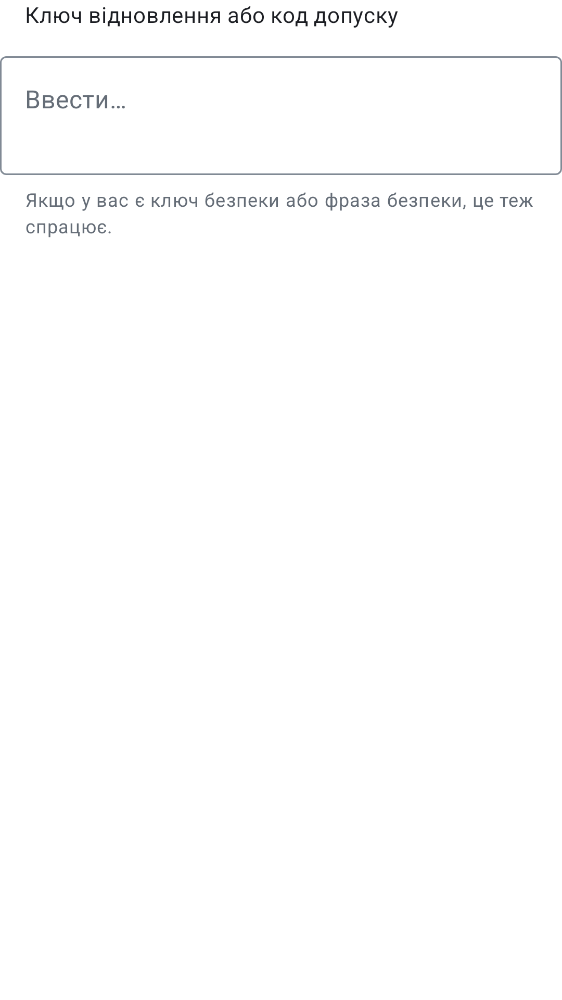 Ключ відновлення або код допуску
Ввести…
Якщо у вас є ключ безпеки або фраза безпеки, це теж
спрацює.